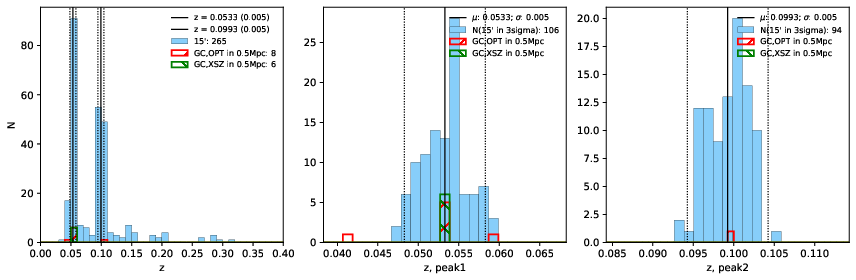 z = 0.0533 (0.005)
z = 0.0993 (0.005)
15': 265
GC,OPT in 0.5Mpc: 8
GC,XSZ in 0.5Mpc: 6
N
80
60
40
20
0
0.00 0.05 0.10 0.15 0.20 0.25 0.30 0.35 0.40
z
μ: 0.0533; σ: 0.005
N(15' in 3sigma): 106
GC,OPT in 0.5Mpc
GC,XSZ in 0.5Mpc
25
20
15
10
5
0
0.040 0.045 0.050 0.055 0.060 0.065
z, peak1
μ: 0.0993; σ: 0.005
N(15' in 3sigma): 94
GC,OPT in 0.5Mpc
GC,XSZ in 0.5Mpc
20.0
17.5
15.0
12.5
10.0
7.5
5.0
2.5
0.0
0.085 0.090 0.095 0.100 0.105 0.110
z, peak2